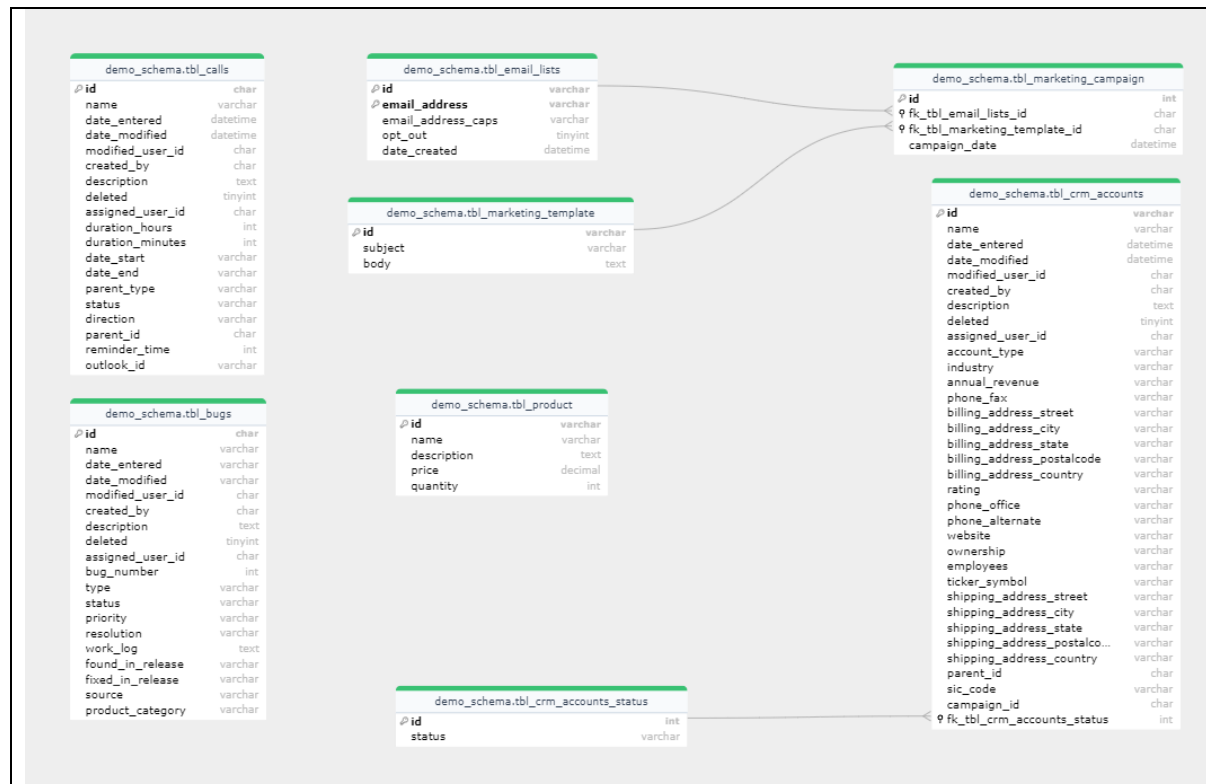 demo_schema.tbl_calls
id char
name varchar
date_entered datetime
date_modified datetime
modified_user_id char
created_by char
description text
deleted tinyint
assigned_user_id char
duration_hours int
duration_minutes int
date_start varchar
date_end varchar
parent_type varchar
status varchar
direction varchar
parent_id char
reminder_time int
outlook_id varchar
demo_schema.tbl_bugs
id char
name varchar
date_entered varchar
date_modified varchar
modified_user_id char
created_by char
description text
deleted tinyint
assigned_user_id char
bug_number int
type varchar
status varchar
priority varchar
resolution varchar
work_log text
found_in_release varchar
fixed_in_release varchar
source varchar
product_category varchar
demo_schema.tbl_email_lists
id varchar
email_address varchar
email_address_caps varchar
opt_out tinyint
date_created datetime
demo_schema.tbl_marketing_template
id varchar
subject varchar
body text
demo_schema.tbl_product
id varchar
name varchar
description text
price decimal
quantity int
demo_schema.tbl_crm_accounts_status
id int
status varchar
demo_schema.tbl_marketing_campaign
id int
fk_tbl_email_lists_id char
fk_tbl_marketing_template_id char
campaign_date datetime
demo_schema.tbl_crm_accounts
id varchar
name varchar
date_entered datetime
date_modified datetime
modified_user_id char
created_by char
description text
deleted tinyint
assigned_user_id char
account_type varchar
industry varchar
annual_revenue varchar
phone_fax varchar
billing_address_street varchar
billing_address_city varchar
billing_address_state varchar
billing_address_postalcode varchar
billing_address_country varchar
rating varchar
phone_office varchar
phone_alternate varchar
website varchar
ownership varchar
employees varchar
ticker_symbol varchar
shipping_address_street varchar
shipping_address_city varchar
shipping_address_state varchar
shipping_address_postalco... varchar
shipping_address_country varchar
parent_id char
sic_code varchar
campaign_id char
fk_tbl_crm_accounts_status int